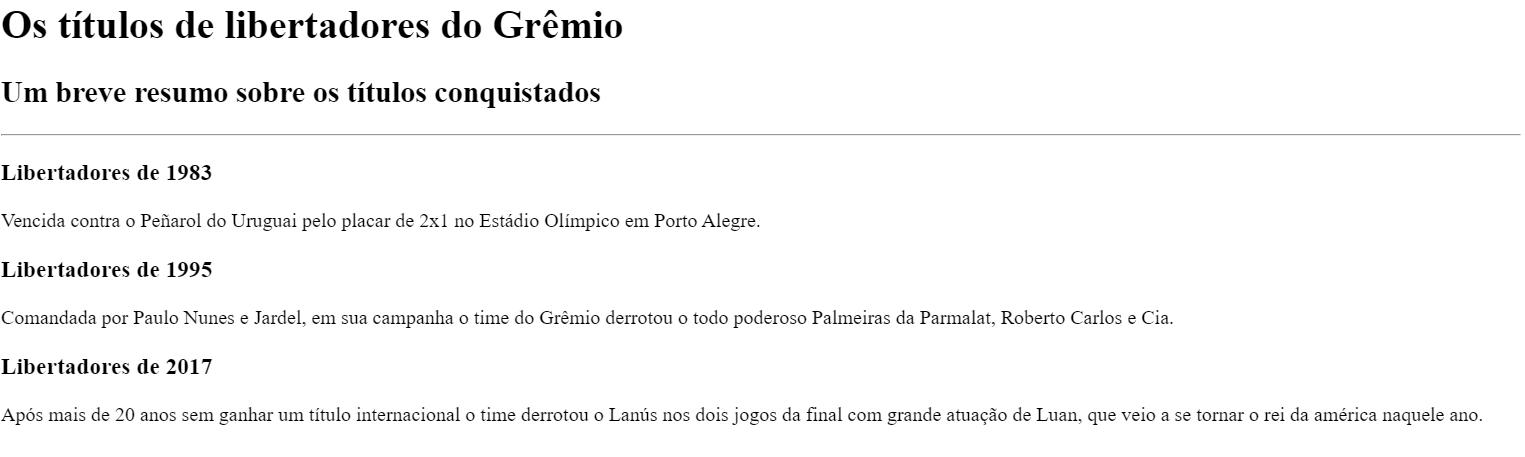 Os títulos de libertadores do Grêmio
Um breve resumo sobre os títulos conquistados
Libertadores de 1983
Vencida contra o Peñarol do Uruguai pelo placar de 2x1 no Estádio Olímpico em Porto Alegre.
Libertadores de 1995
Comandada por Paulo Nunes e Jardel, em sua campanha o time do Grêmio derrotou o todo poderoso Palmeiras da Parmalat, Roberto Carlos e Cia.
Libertadores de 2017
Após mais de 20 anos sem ganhar um título internacional o time derrotou o Lanús nos dois jogos da final com grande atuação de Luan, que veio a se tornar o rei da américa naquele ano.